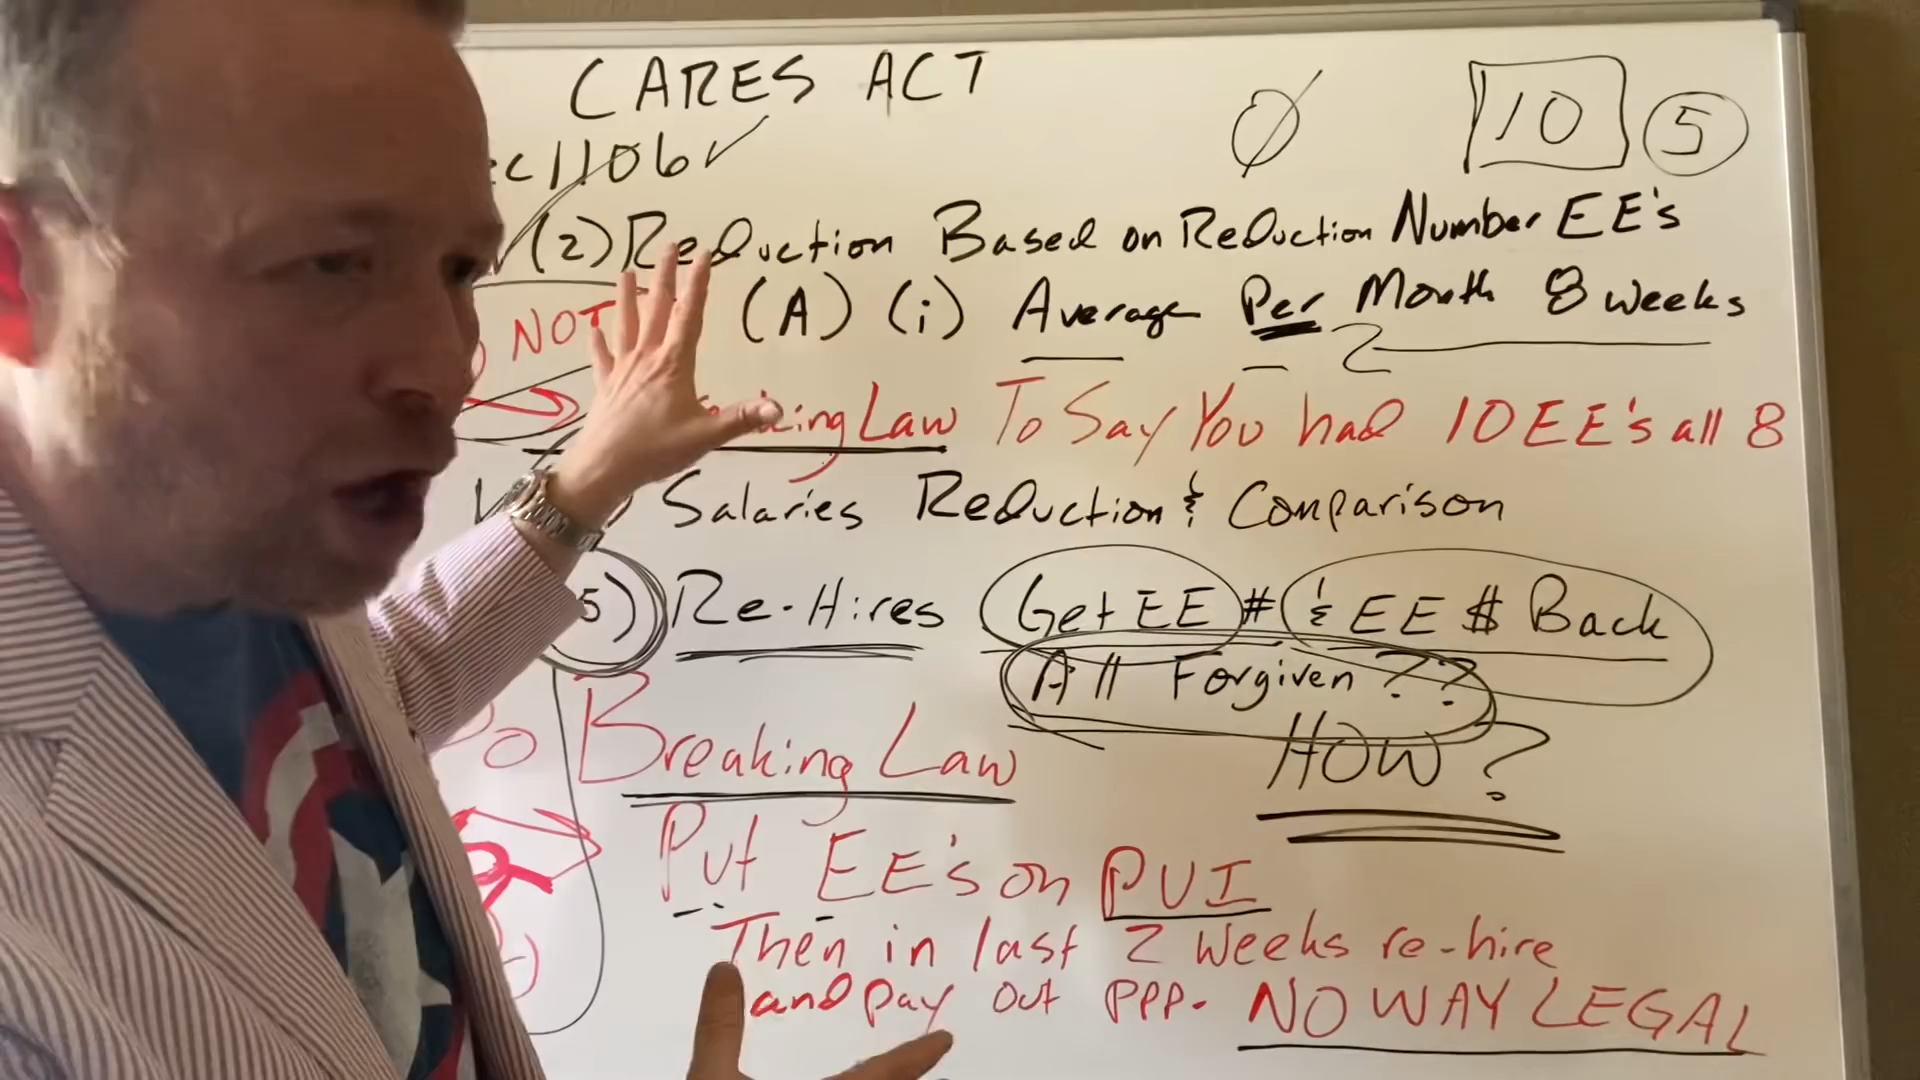 CARES ACT
1106 ✓ Ø 10 5
(2) Reduction Based on Reduction Number EE's
(A) (i) Average Per Month 8 weeks
NOT
Law To Say You had 10 EE's all 8
Salaries Reduction & Comparison
5) Re-Hires Get EE # & EE $ Back
All Forgiven ??
Do Breaking Law HOW?
Put EE's on PUI
Then in last 2 weeks re-hire
and pay out PPP. NO WAY LEGAL